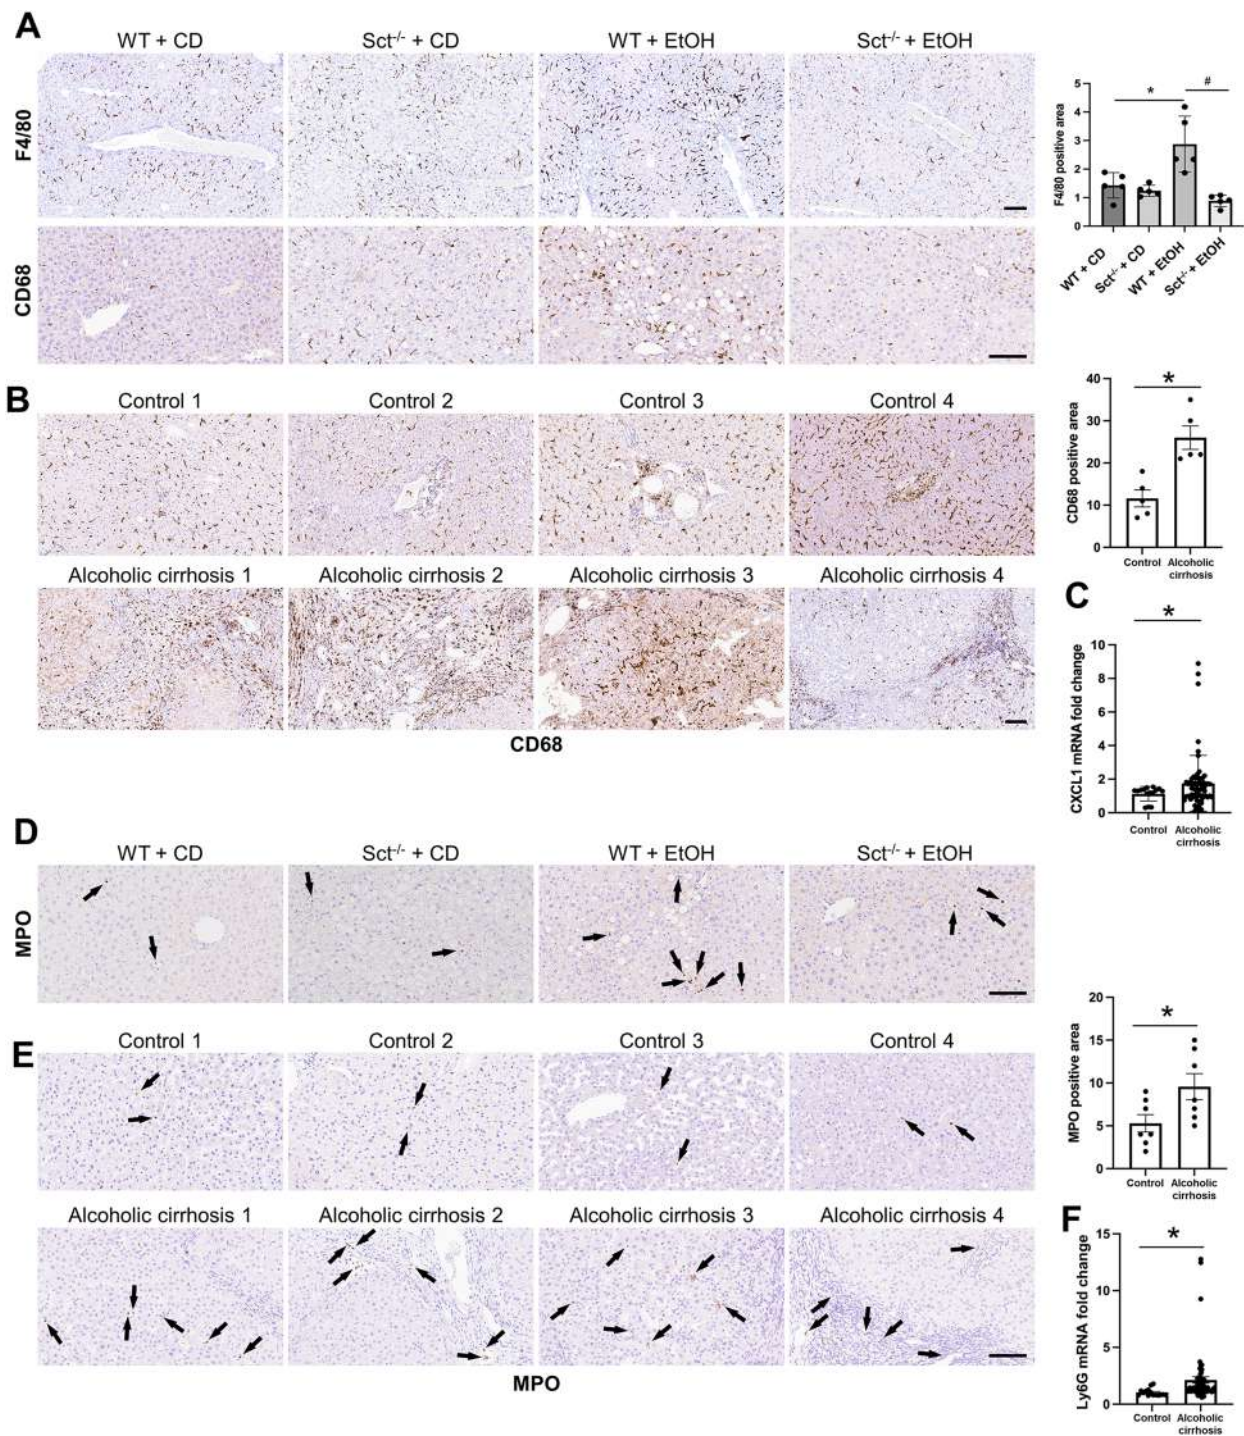 A
WT + CD
Sct-/- + CD
WT + EtOH
Sct-/- + EtOH
F4/80
CD68
5
4
3
2
1
0
F4/80 positive area
*
#
WT + CD
Sct-/- + CD
WT + EtOH
Sct-/- + EtOH
B
Control 1
Control 2
Control 3
Control 4
Alcoholic cirrhosis 1
Alcoholic cirrhosis 2
Alcoholic cirrhosis 3
Alcoholic cirrhosis 4
CD68
40
30
20
10
0
CD68 positive area
*
Control
Alcoholic
cirrhosis
C
10
8
6
4
2
0
CXCL1 mRNA fold change
*
Control
Alcoholic
cirrhosis
D
WT + CD
Sct-/- + CD
WT + EtOH
Sct-/- + EtOH
MPO
E
Control 1
Control 2
Control 3
Control 4
Alcoholic cirrhosis 1
Alcoholic cirrhosis 2
Alcoholic cirrhosis 3
Alcoholic cirrhosis 4
MPO
20
15
10
5
0
MPO positive area
*
Control
Alcoholic
cirrhosis
F
15
10
5
0
Ly6G mRNA fold change
*
Control
Alcoholic
cirrhosis